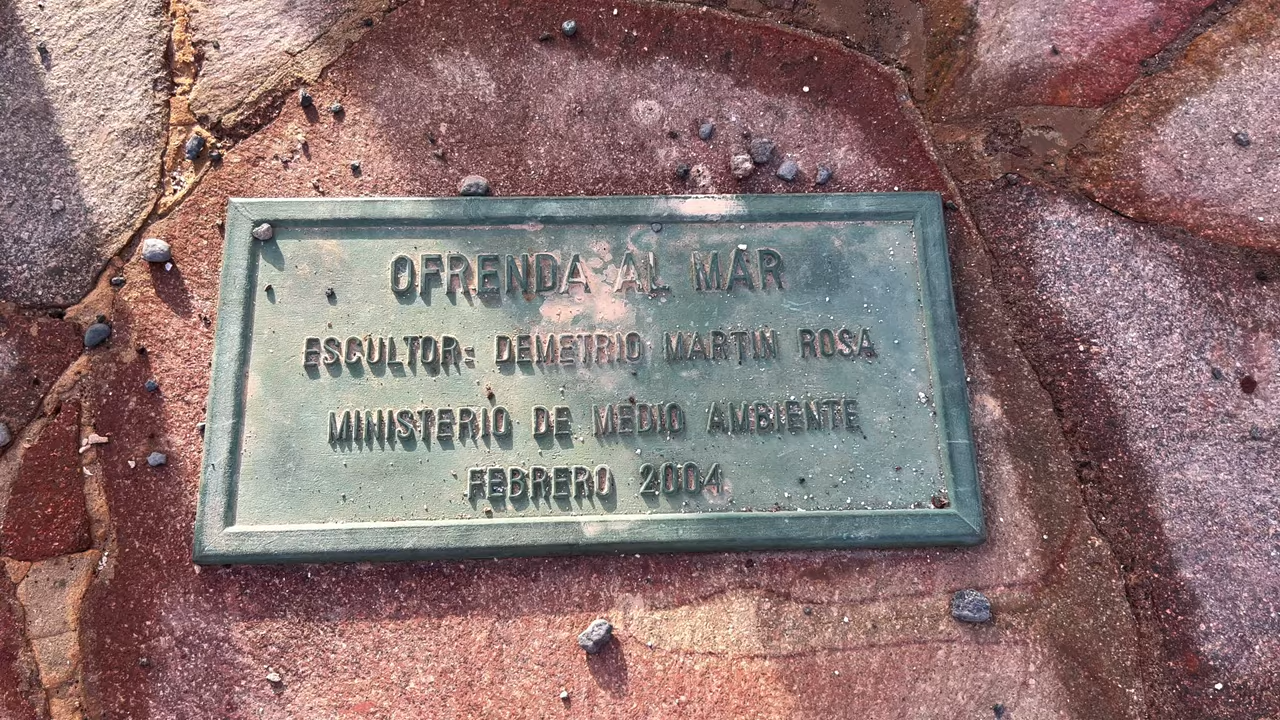 OFRENDA AL MAR
ESCULTOR: DEMETRIO MARTIN ROSA
MINISTERIO DE MEDIO AMBIENTE
FEBRERO 2004